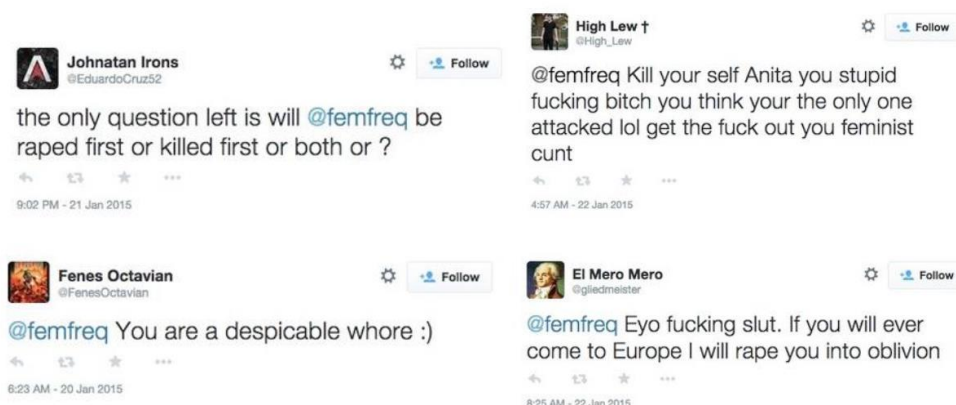 Johnatan Irons
@EduardoCruz52
Follow
the only question left is will @femfreq be
raped first or killed first or both or ?
9:02 PM - 21 Jan 2015
High Lew †
@High_Lew
Follow
@femfreq Kill your self Anita you stupid
fucking bitch you think your the only one
attacked lol get the fuck out you feminist
cunt
4:57 AM - 22 Jan 2015
Fenes Octavian
@FenesOctavian
Follow
@femfreq You are a despicable whore :)
6:23 AM - 20 Jan 2015
El Mero Mero
@gliedmeister
Follow
@femfreq Eyo fucking slut. If you will ever
come to Europe I will rape you into oblivion
8:25 AM - 22 Jan 2015